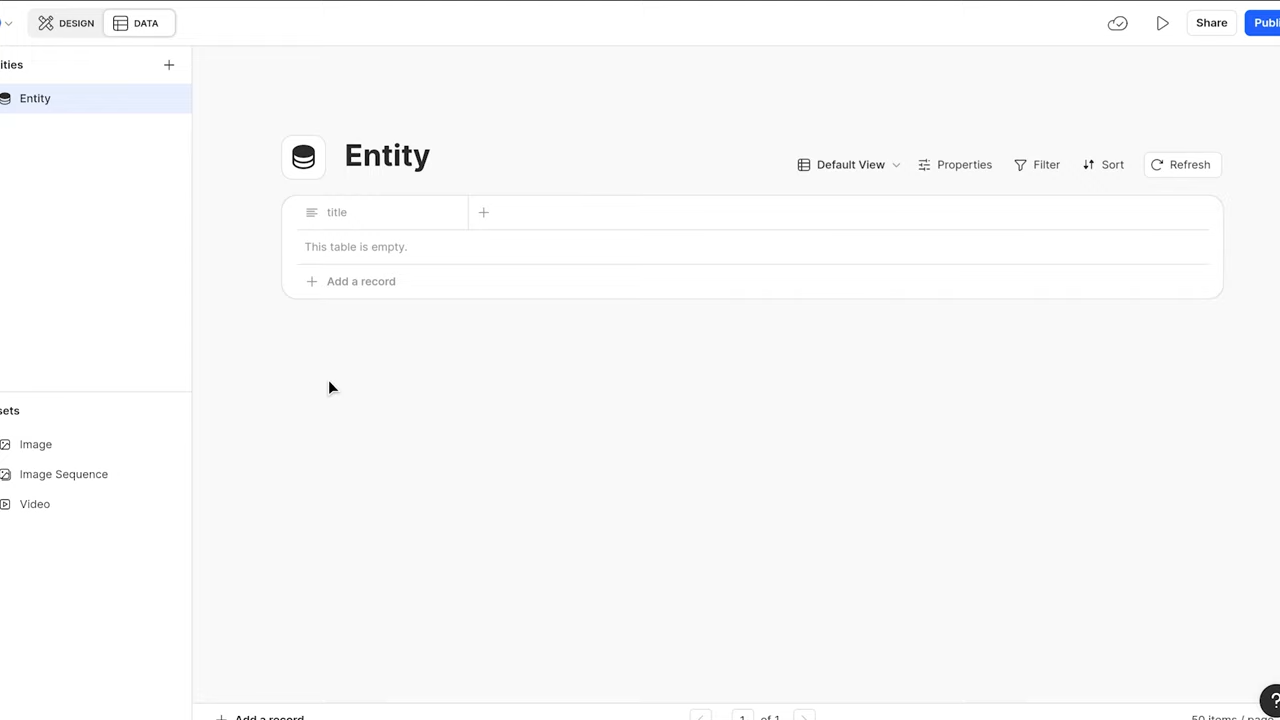 DESIGN DATA Share Publi
ities
Entity
Entity
Default View Properties Filter Sort Refresh
title
This table is empty.
Add a record
sets
Image
Image Sequence
Video
Add a record 1 of 1 50 items / page
?